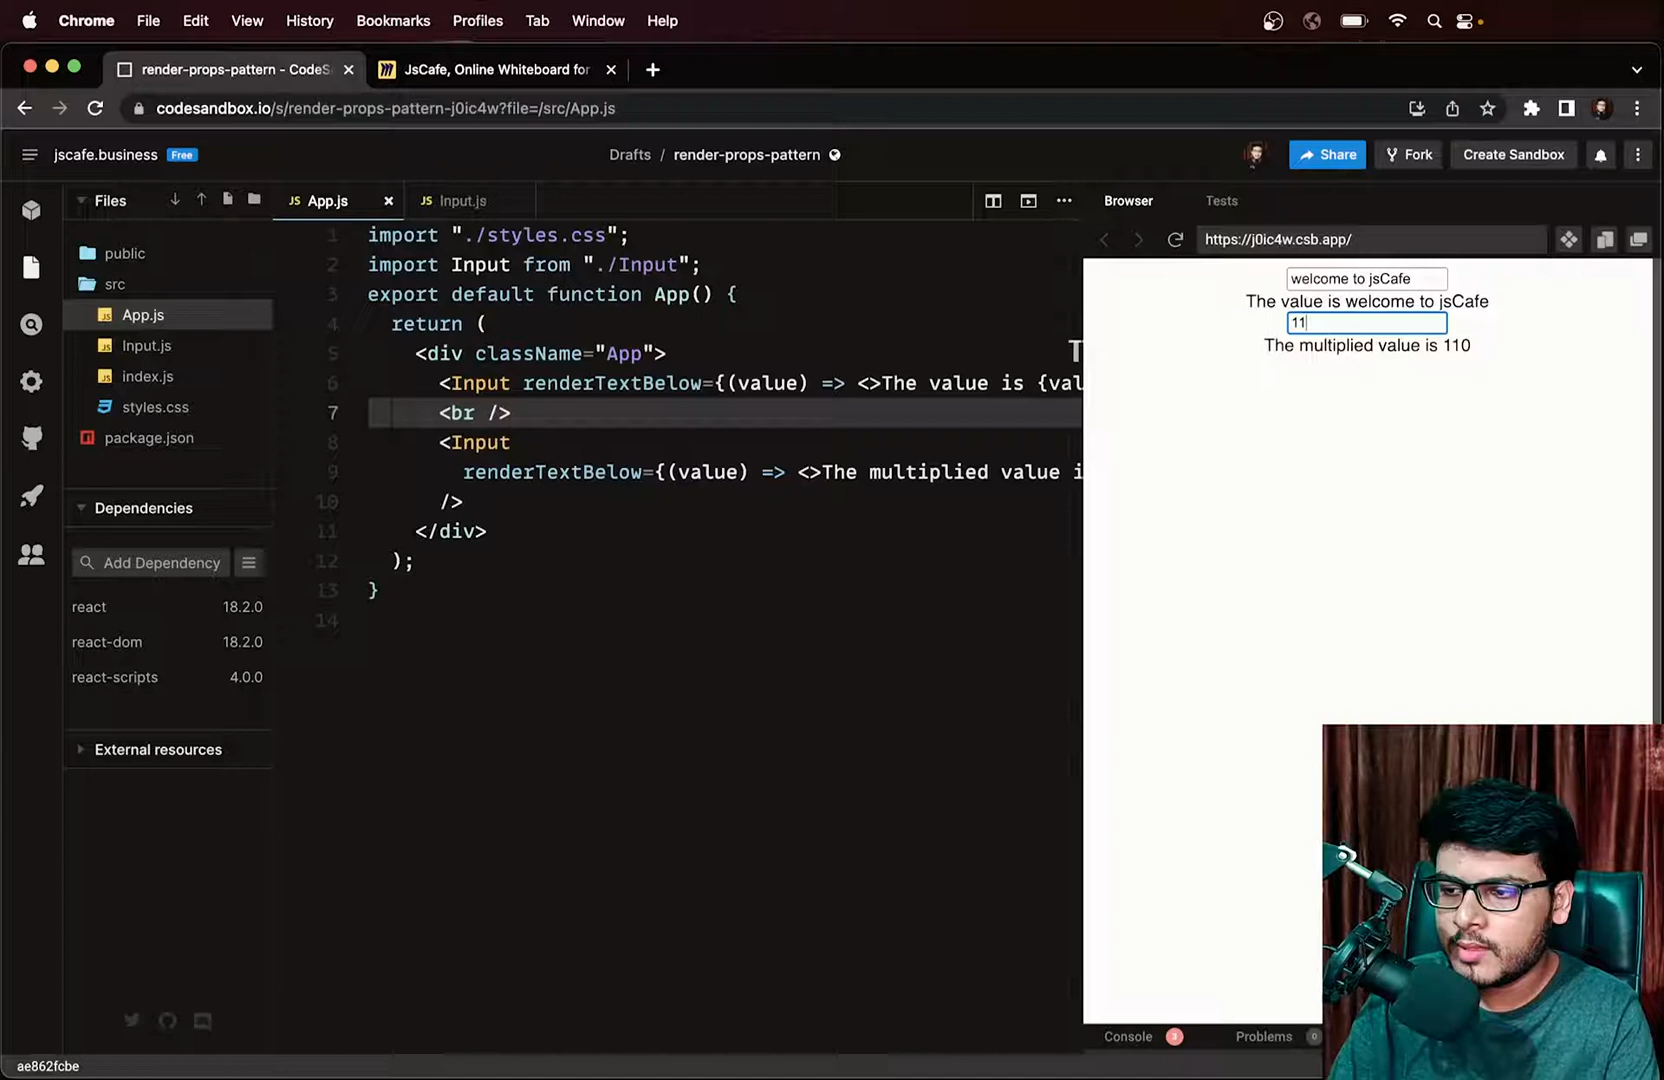 Chrome File Edit View History Bookmarks Profiles Tab Window Help
render-props-pattern - CodeS
JsCafe, Online Whiteboard for
codesandbox.io/s/render-props-pattern-j0ic4w?file=/src/App.js
jscafe.business Free
Drafts / render-props-pattern
Share Fork Create Sandbox
Files
App.js
Input.js
Browser
Tests
https://j0ic4w.csb.app/
public
src
App.js
Input.js
index.js
styles.css
package.json
Dependencies
Add Dependency
react 18.2.0
react-dom 18.2.0
react-scripts 4.0.0
External resources
1 import "./styles.css";
2 import Input from "./Input";
3 export default function App() {
4 return (
5 <div className="App">
6 <Input renderTextBelow={(value) => <>The value is {val
7 <br />
8 <Input
9 renderTextBelow={(value) => <>The multiplied value i
10 />
11 </div>
12 );
13 }
14
welcome to jsCafe
The value is welcome to jsCafe
11
The multiplied value is 110
Console 3 Problems 0
ae862fcbe